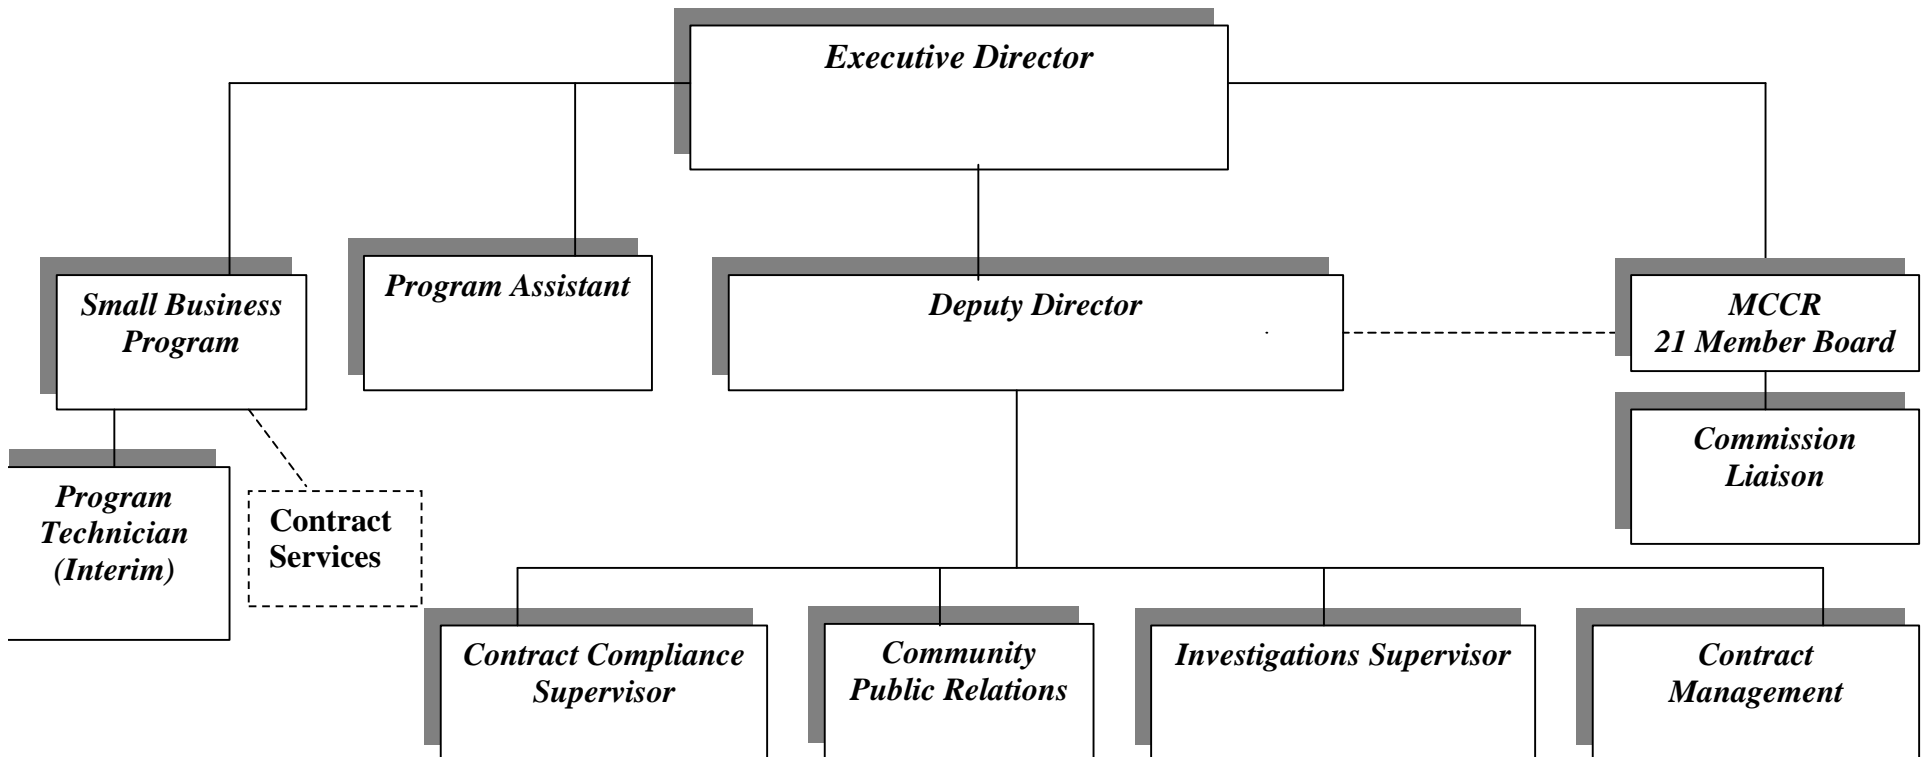 Executive Director
Small Business
Program
Program Assistant
Deputy Director
MCCR
21 Member Board
Commission
Liaison
Program
Technician
(Interim)
Contract
Services
Contract Compliance
Supervisor
Community
Public Relations
Investigations Supervisor
Contract
Management